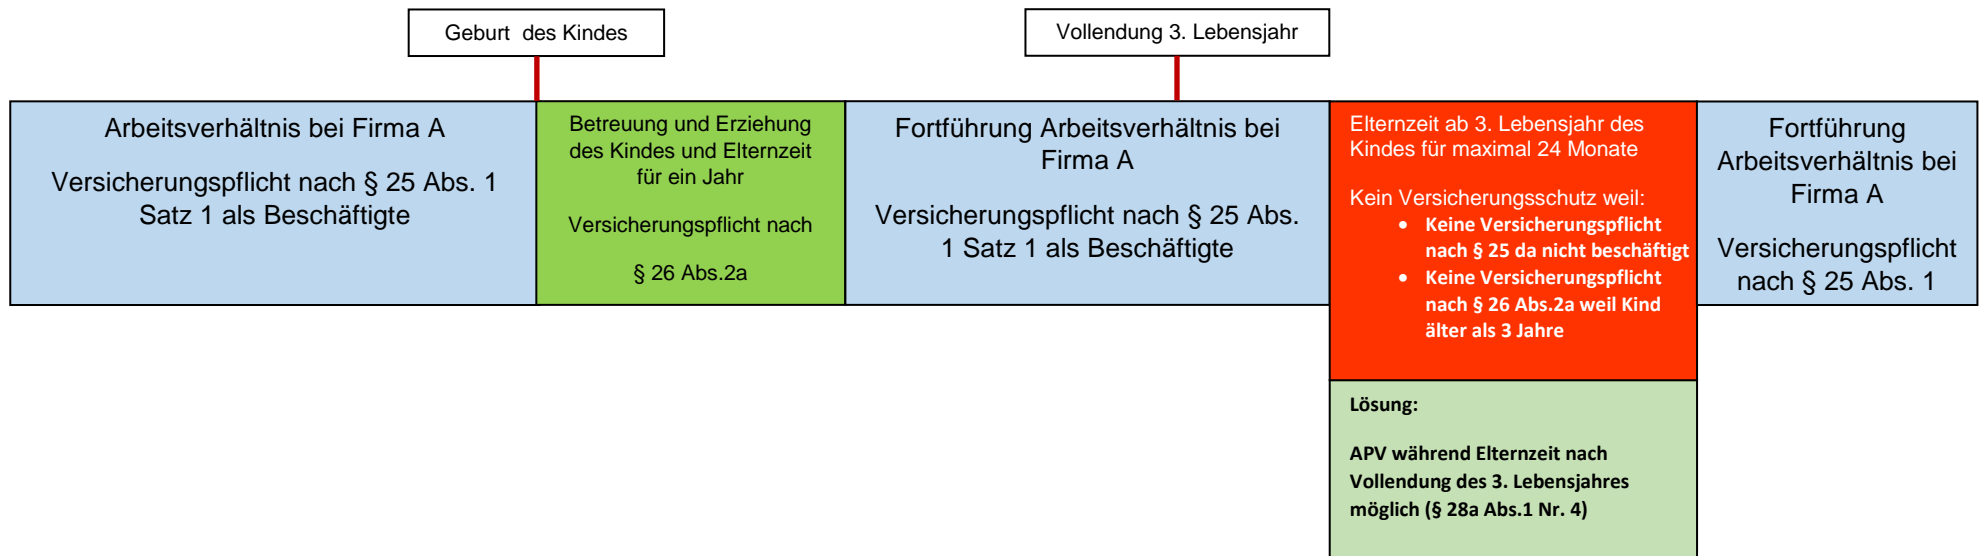 Geburt des Kindes
Vollendung 3. Lebensjahr
Arbeitsverhältnis bei Firma A
Versicherungspflicht nach § 25 Abs. 1
Satz 1 als Beschäftigte
Betreuung und Erziehung
des Kindes und Elternzeit
für ein Jahr
Versicherungspflicht nach
§ 26 Abs.2a
Fortführung Arbeitsverhältnis bei
Firma A
Versicherungspflicht nach § 25 Abs.
1 Satz 1 als Beschäftigte
Elternzeit ab 3. Lebensjahr des
Kindes für maximal 24 Monate
Kein Versicherungsschutz weil:
• Keine Versicherungspflicht
nach § 25 da nicht beschäftigt
• Keine Versicherungspflicht
nach § 26 Abs.2a weil Kind
älter als 3 Jahre
Lösung:
APV während Elternzeit nach
Vollendung des 3. Lebensjahres
möglich (§ 28a Abs.1 Nr. 4)
Fortführung
Arbeitsverhältnis bei
Firma A
Versicherungspflicht
nach § 25 Abs. 1